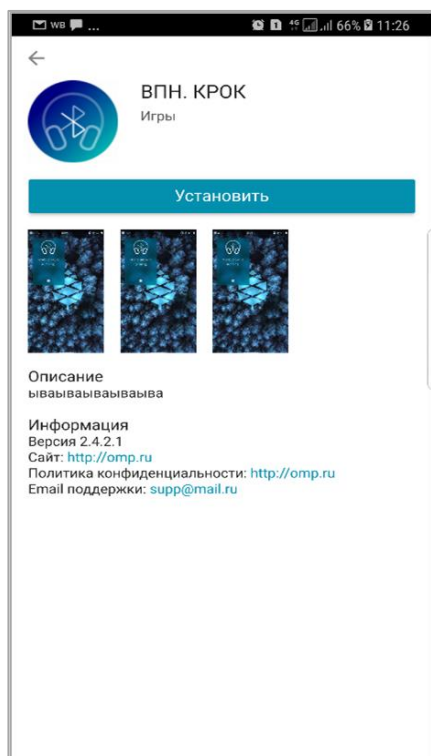 WB ...
4G 66% 11:26
ВПН. КРОК
Игры
Установить
Описание
ываываываываыва
Информация
Версия 2.4.2.1
Сайт: http://omp.ru
Политика конфиденциальности: http://omp.ru
Email поддержки: supp@mail.ru